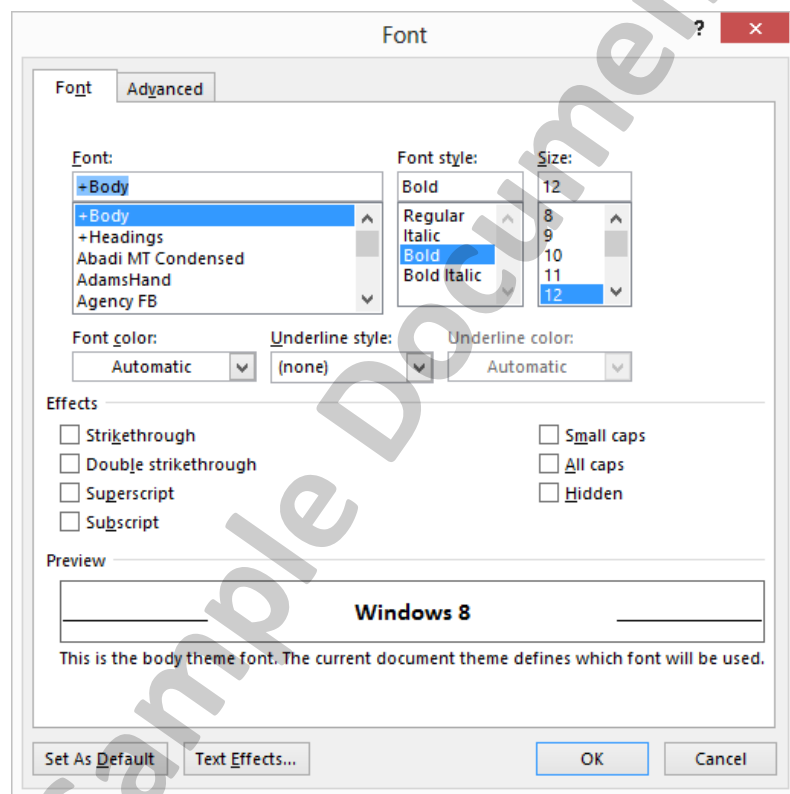 Font ? ×
Font Advanced
Font: Font style: Size:
+Body Bold 12
+Body Regular 8
+Headings Italic 9
Abadi MT Condensed Bold 10
AdamsHand Bold Italic 11
Agency FB 12
Font color: Underline style: Underline color:
Automatic (none) Automatic
Effects
Strikethrough Small caps
Double strikethrough All caps
Superscript Hidden
Subscript
Preview
Windows 8
This is the body theme font. The current document theme defines which font will be used.
Set As Default Text Effects... OK Cancel
Sample Document